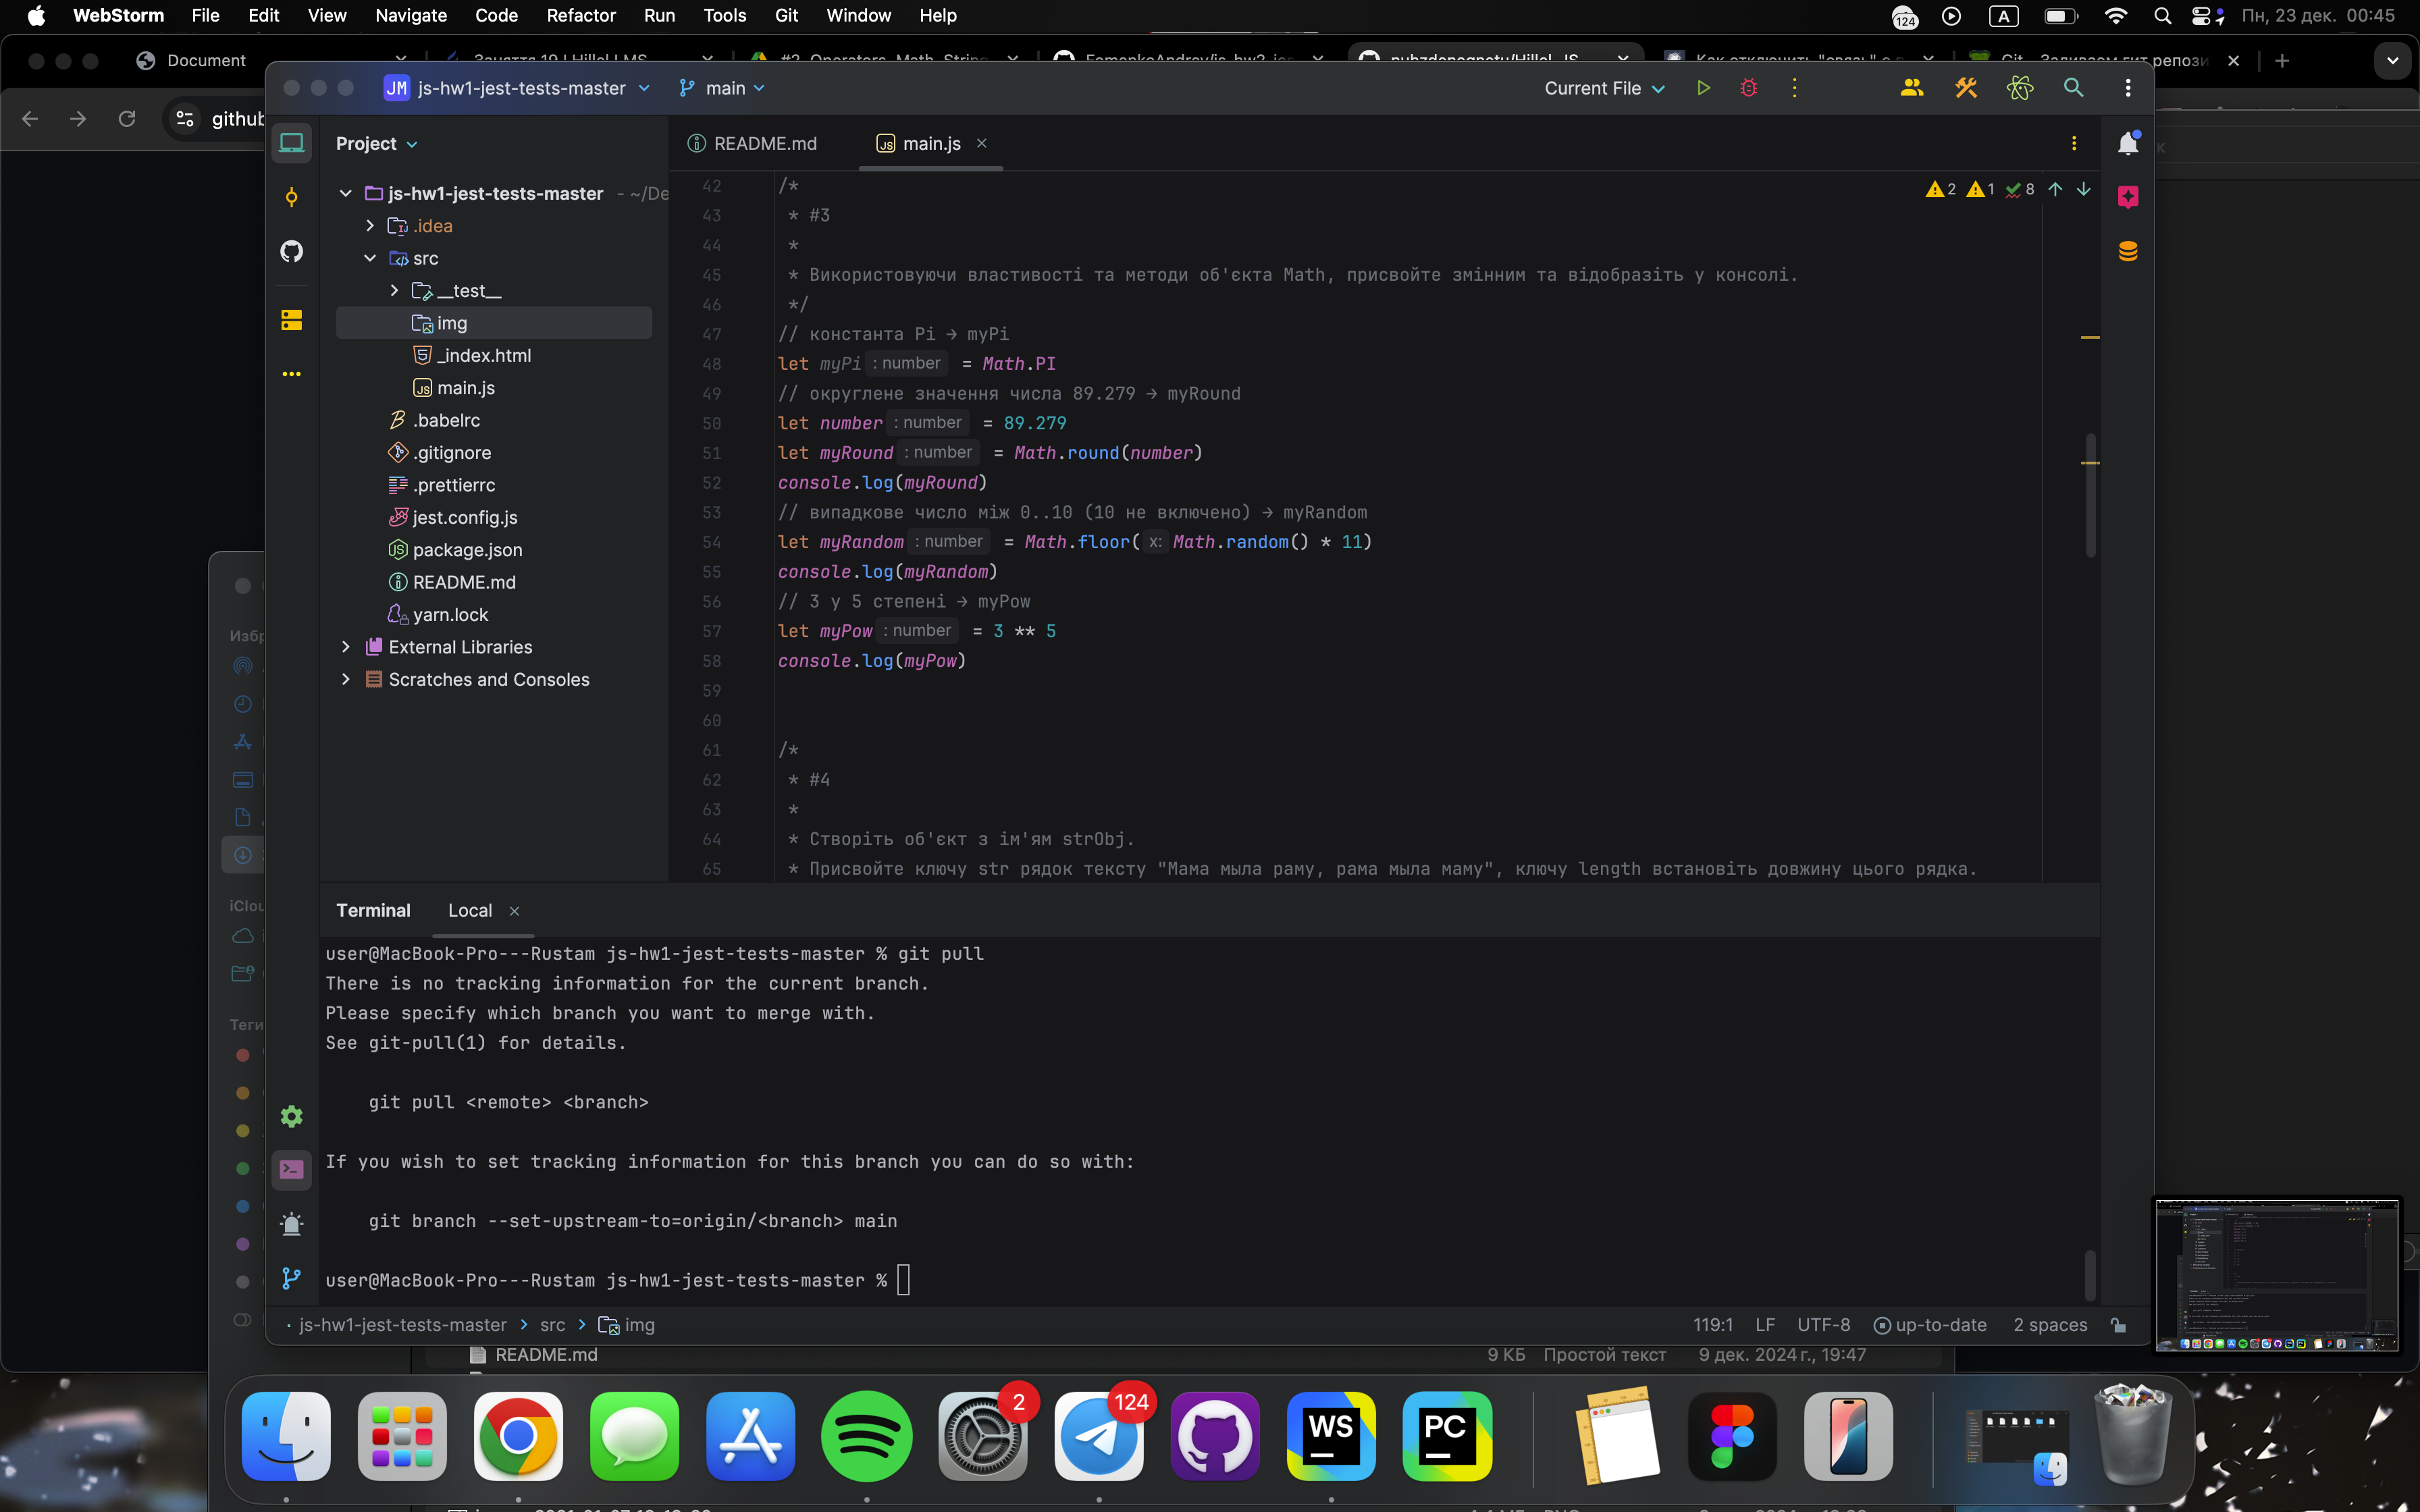 WebStorm File Edit View Navigate Code Refactor Run Tools Git Window Help
124 A Пн, 23 дек. 00:45
Document
github
JM js-hw1-jest-tests-master main
Current File
Project
README.md
main.js
js-hw1-jest-tests-master - ~/De
.idea
src
__test__
img
_index.html
main.js
.babelrc
.gitignore
.prettierrc
jest.config.js
package.json
README.md
yarn.lock
External Libraries
Scratches and Consoles
2 1 8
42 /*
43 * #3
44 *
45 * Використовуючи властивості та методи об'єкта Math, присвойте змінним та відобразіть у консолі.
46 */
47 // константа Pi → myPi
48 let myPi : number = Math.PI
49 // округлене значення числа 89.279 → myRound
50 let number : number = 89.279
51 let myRound : number = Math.round(number)
52 console.log(myRound)
53 // випадкове число між 0..10 (10 не включено) → myRandom
54 let myRandom : number = Math.floor( x: Math.random() * 11)
55 console.log(myRandom)
56 // 3 у 5 степені → myPow
57 let myPow : number = 3 ** 5
58 console.log(myPow)
59
60
61 /*
62 * #4
63 *
64 * Створіть об'єкт з ім'ям strObj.
65 * Присвойте ключу str рядок тексту "Мама мыла раму, рама мыла маму", ключу length встановіть довжину цього рядка.
Terminal Local
user@MacBook-Pro---Rustam js-hw1-jest-tests-master % git pull
There is no tracking information for the current branch.
Please specify which branch you want to merge with.
See git-pull(1) for details.
git pull <remote> <branch>
If you wish to set tracking information for this branch you can do so with:
git branch --set-upstream-to=origin/<branch> main
user@MacBook-Pro---Rustam js-hw1-jest-tests-master %
js-hw1-jest-tests-master > src > img
119:1 LF UTF-8 up-to-date 2 spaces
README.md 9 КБ Простой текст 9 дек. 2024 г., 19:47
Теги
2
124
WS
PC